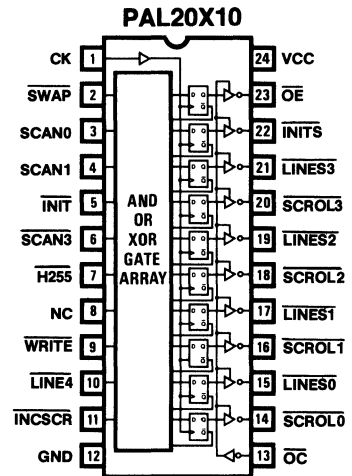 PAL20X10
CK 1 24 VCC
SWAP 2 23 OE
SCAN0 3 22 INITS
SCAN1 4 21 LINES3
INIT 5 AND 20 SCROL3
OR
SCAN3 6 XOR 19 LINES2
GATE
H255 7 ARRAY 18 SCROL2
NC 8 17 LINES1
WRITE 9 16 SCROL1
LINE4 10 15 LINES0
INCSCR 11 14 SCROL0
GND 12 13 OC